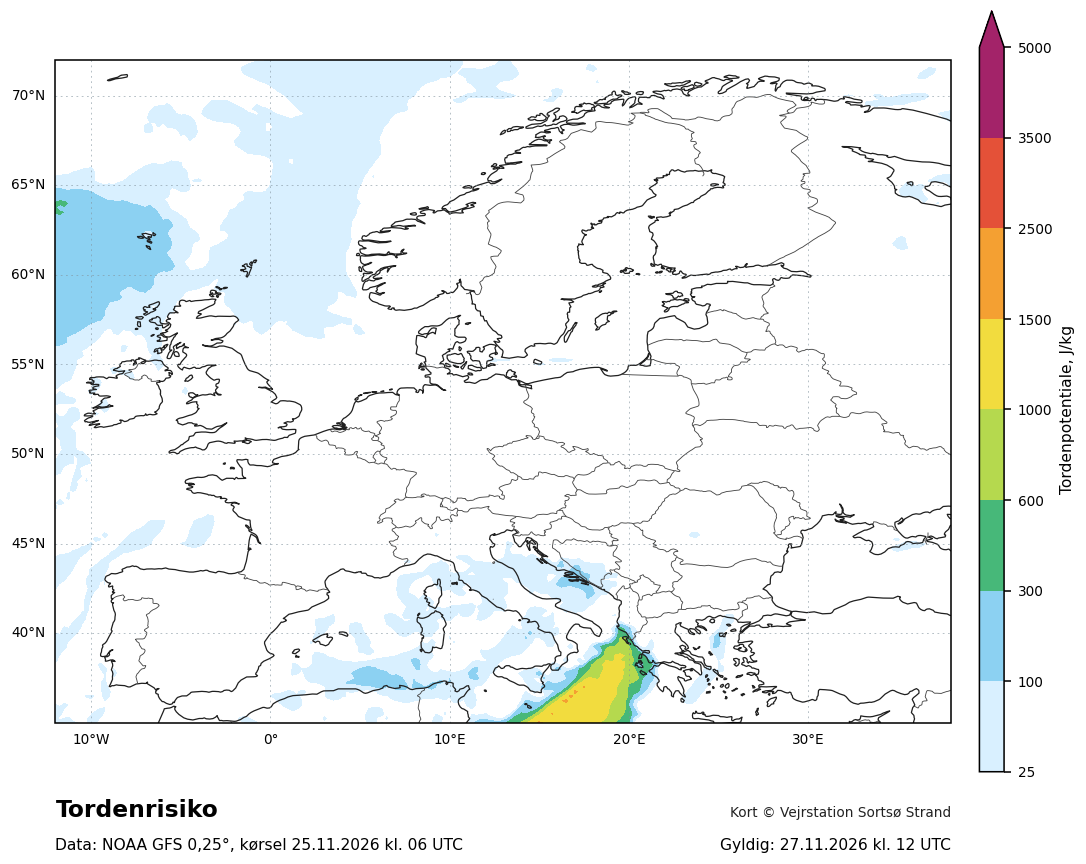 70°N
65°N
60°N
55°N
50°N
45°N
40°N
10°W
0°
10°E
20°E
30°E
5000
3500
2500
1500
1000
600
300
100
25
Tordenpotentiale, J/kg
Tordenrisiko
Kort © Vejrstation Sortsø Strand
Data: NOAA GFS 0,25°, kørsel 25.11.2026 kl. 06 UTC
Gyldig: 27.11.2026 kl. 12 UTC